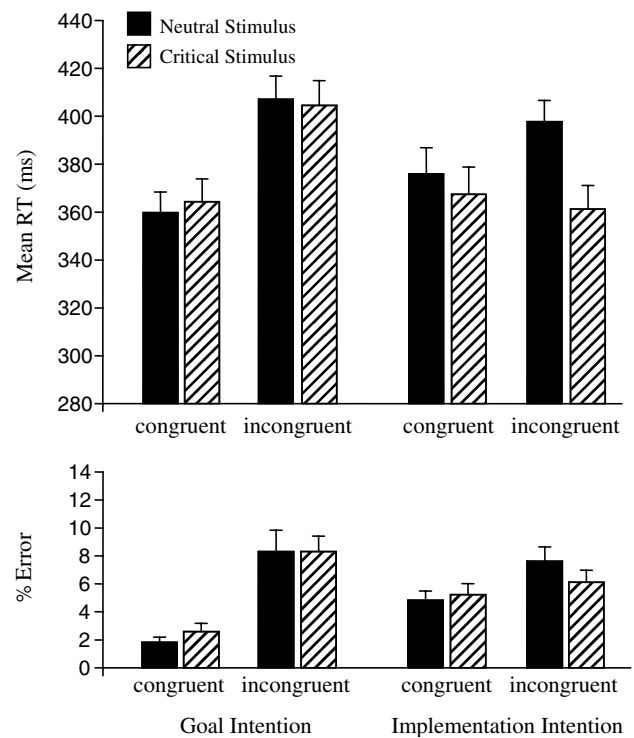 440
420
400
380
360
340
320
300
280
Mean RT (ms)
Neutral Stimulus
Critical Stimulus
congruent incongruent congruent incongruent
14
12
10
8
6
4
2
0
% Error
congruent incongruent congruent incongruent
Goal Intention Implementation Intention